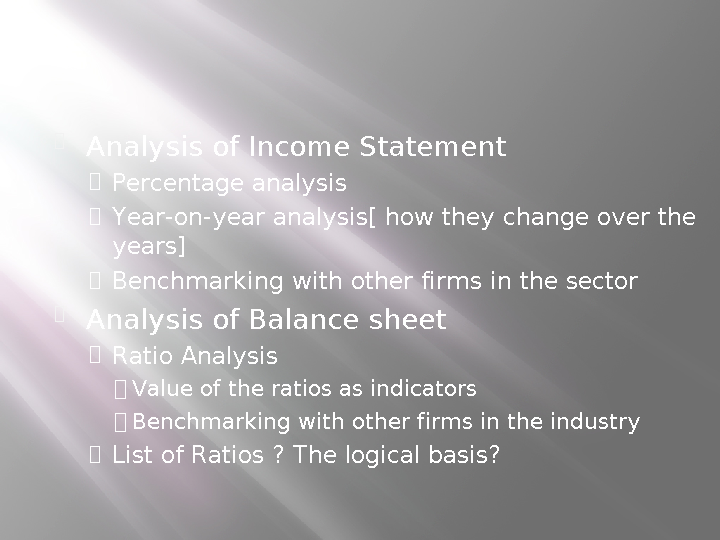 Analysis of Income Statement
Percentage analysis
Year-on-year analysis[ how they change over the
years]
Benchmarking with other firms in the sector
Analysis of Balance sheet
Ratio Analysis
Value of the ratios as indicators
Benchmarking with other firms in the industry
List of Ratios ? The logical basis?